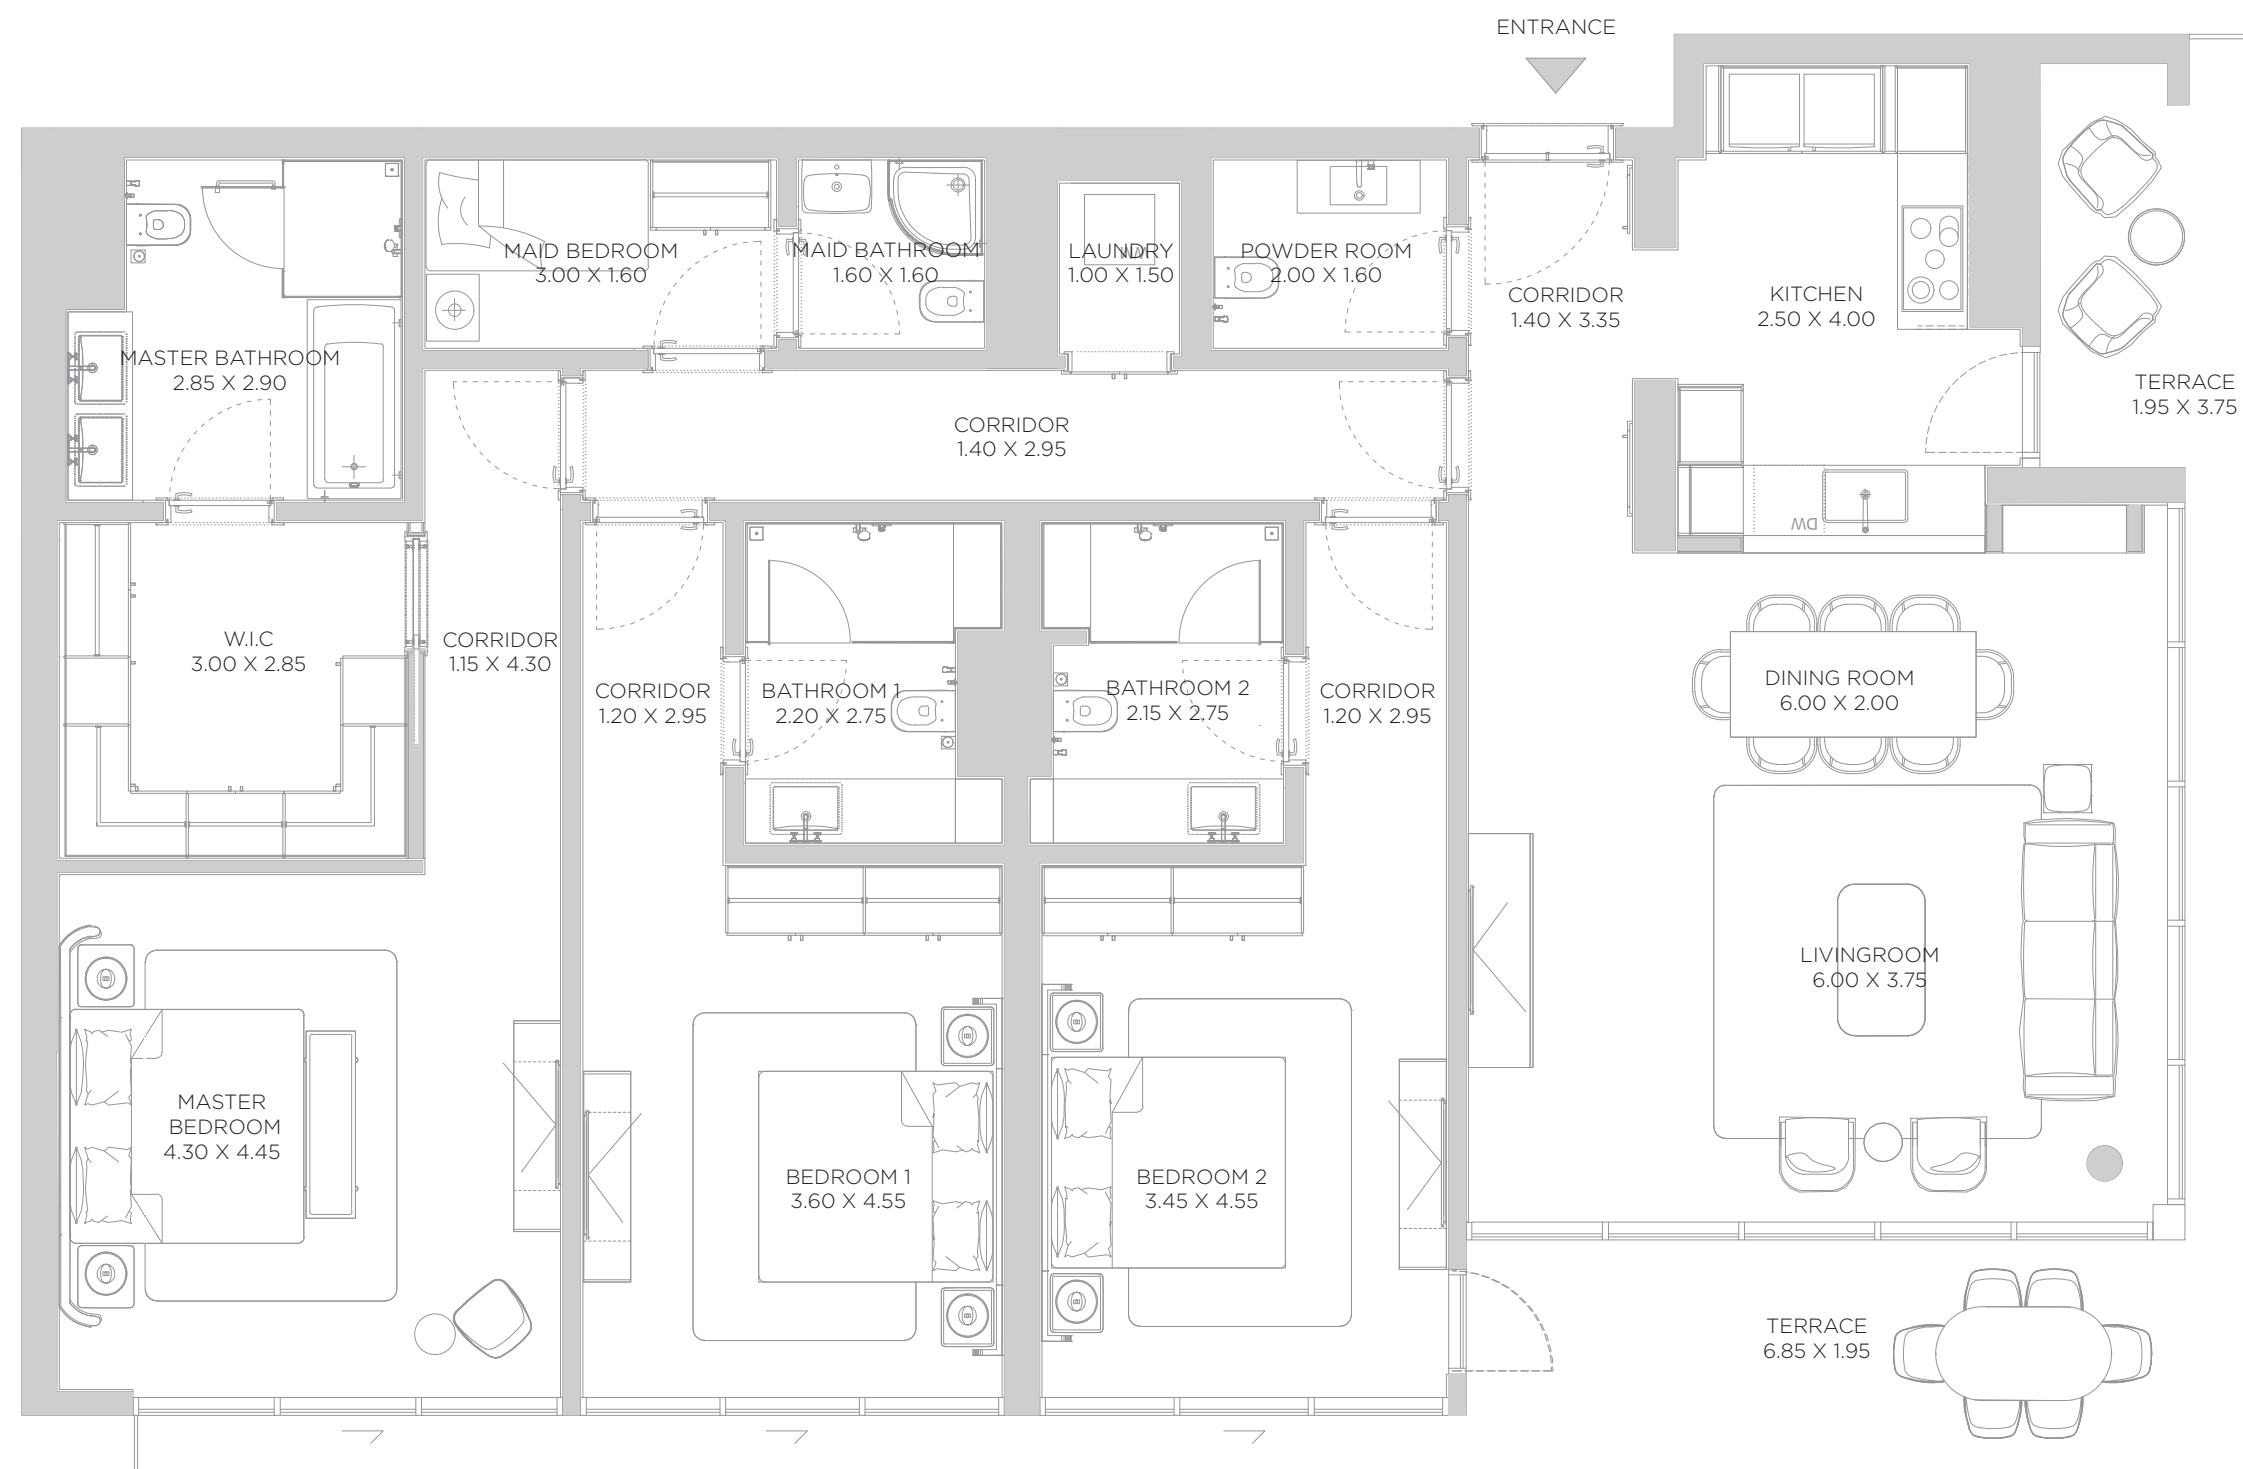 ENTRANCE
MAID BEDROOM
3.00 X 1.60
MAID BATHROOM
1.60 X 1.60
LAUNDRY
1.00 X 1.50
WM
POWDER ROOM
2.00 X 1.60
CORRIDOR
1.40 X 3.35
KITCHEN
2.50 X 4.00
MASTER BATHROOM
2.85 X 2.90
TERRACE
1.95 X 3.75
CORRIDOR
1.40 X 2.95
DW
W.I.C
3.00 X 2.85
CORRIDOR
1.15 X 4.30
CORRIDOR
1.20 X 2.95
BATHROOM 1
2.20 X 2.75
BATHROOM 2
2.15 X 2.75
CORRIDOR
1.20 X 2.95
DINING ROOM
6.00 X 2.00
LIVINGROOM
6.00 X 3.75
MASTER
BEDROOM
4.30 X 4.45
BEDROOM 1
3.60 X 4.55
BEDROOM 2
3.45 X 4.55
TERRACE
6.85 X 1.95